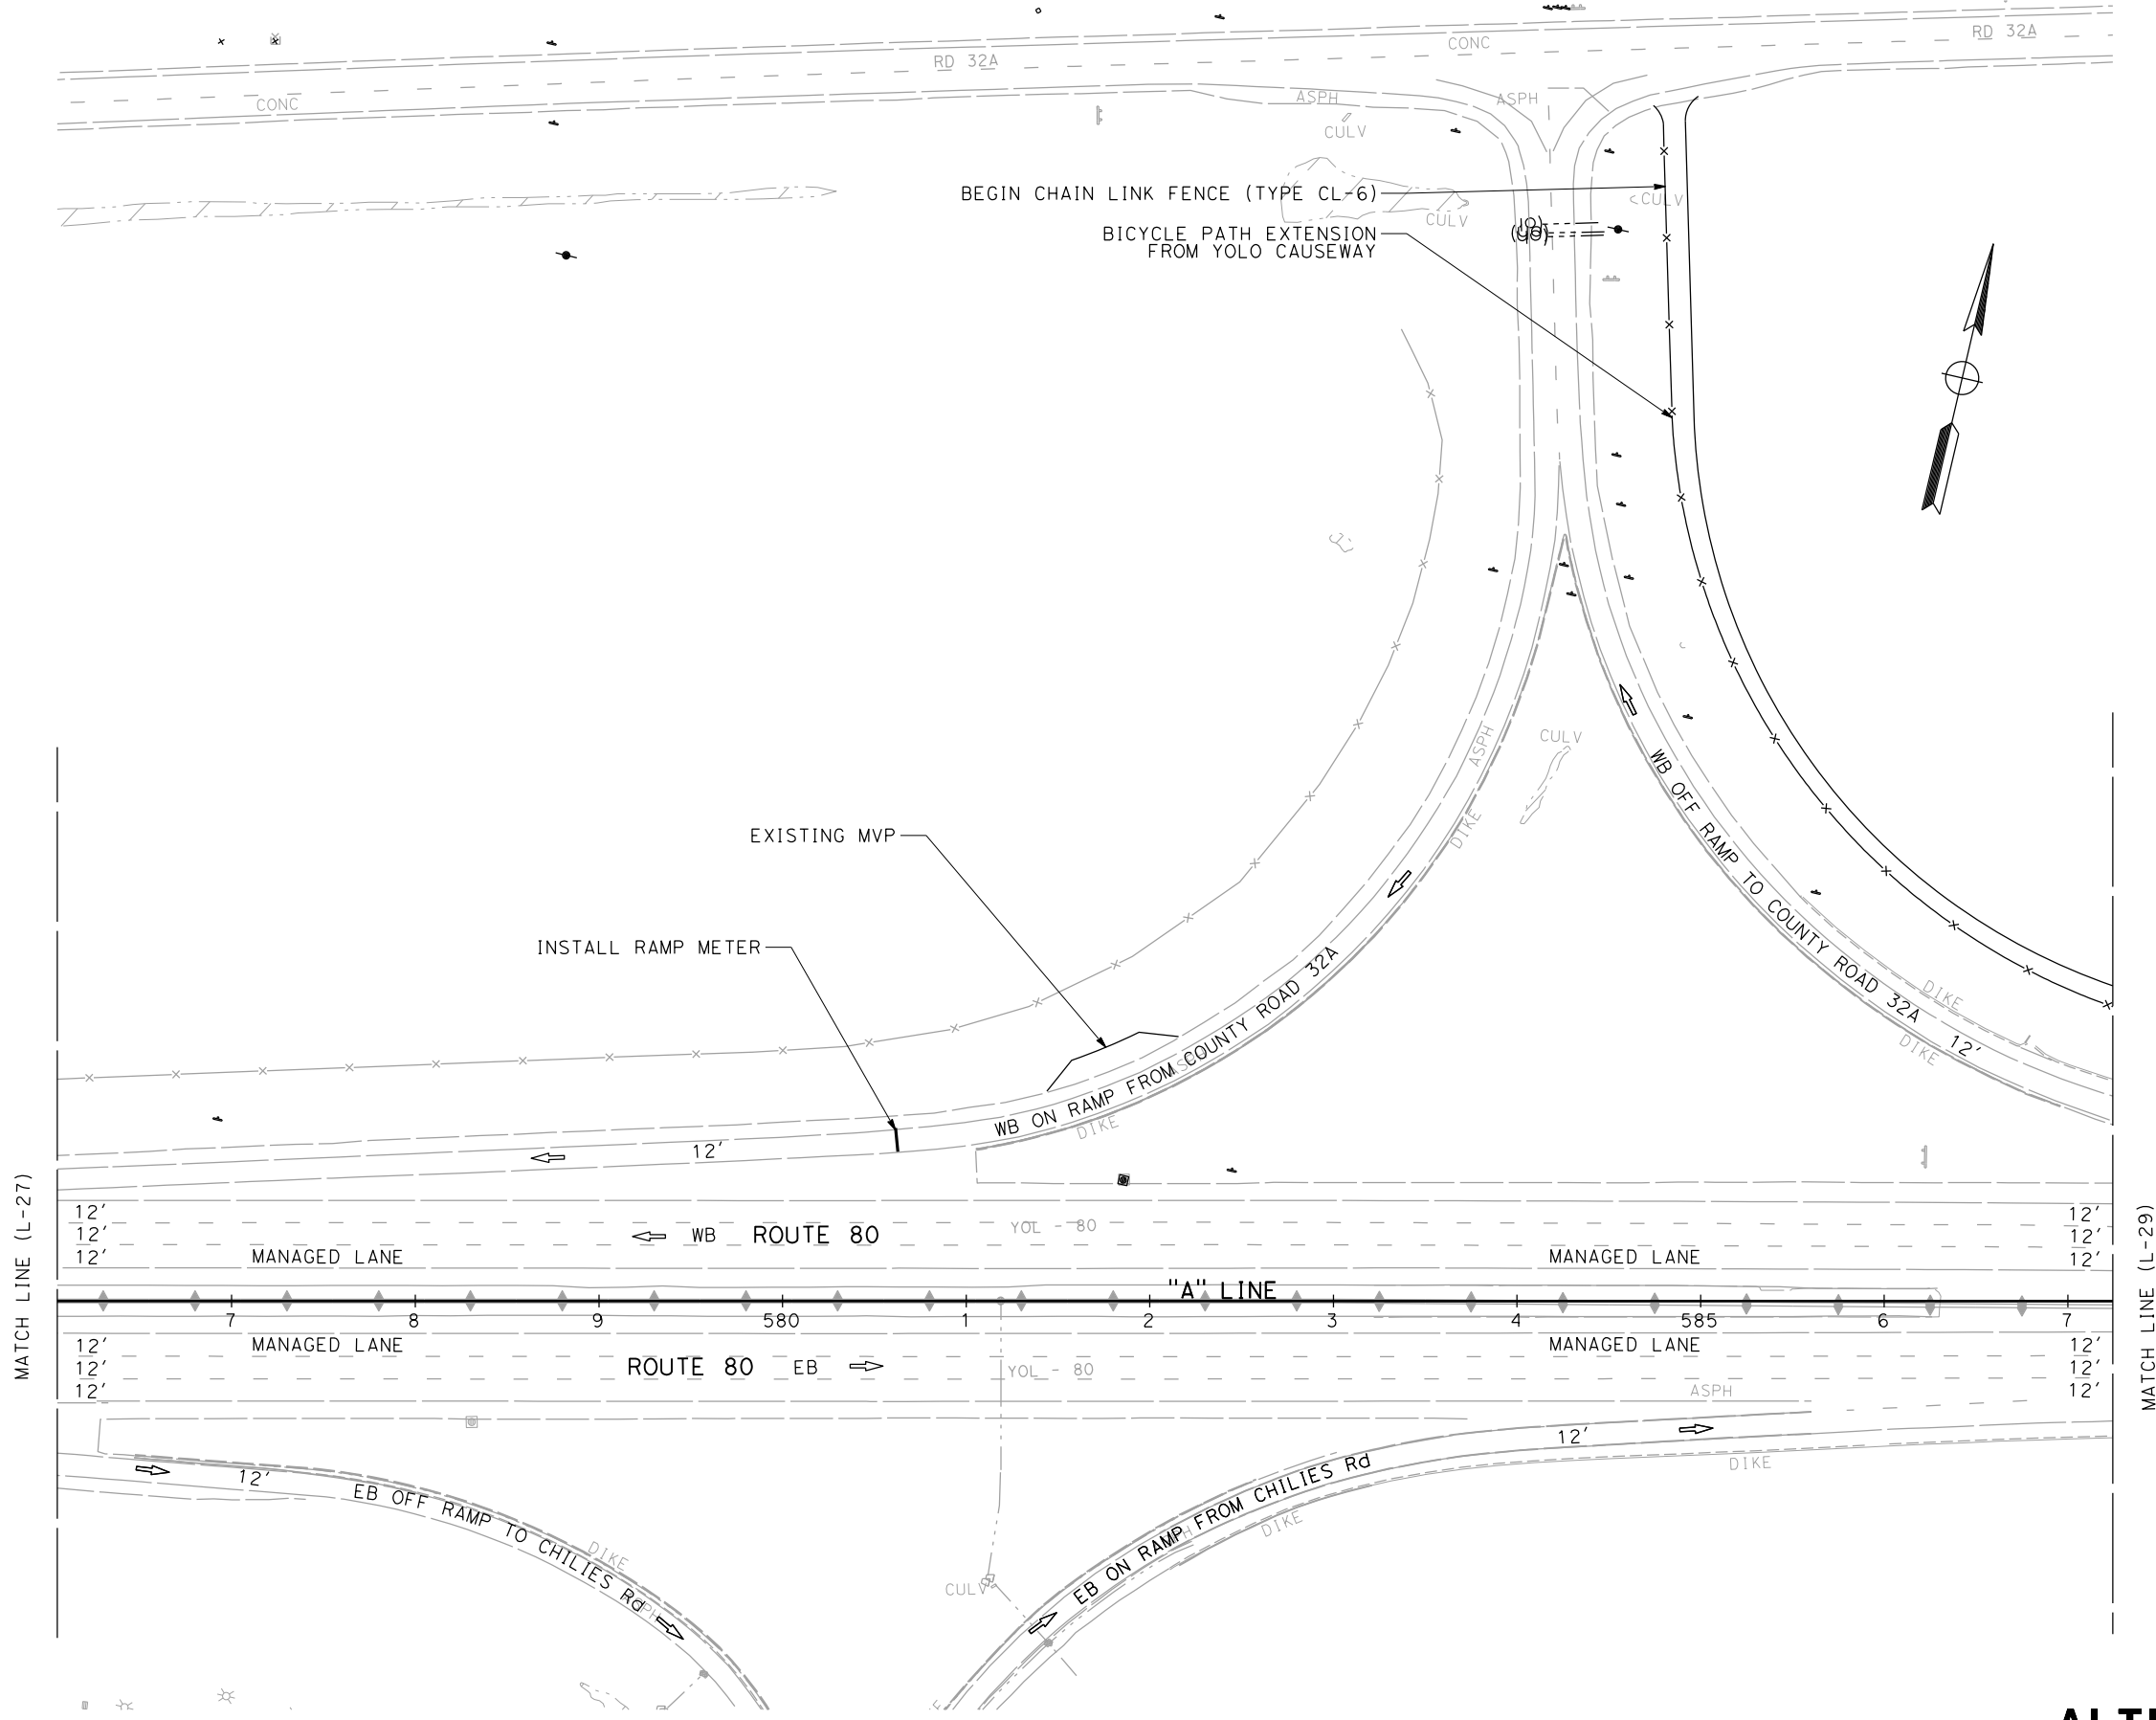 RD 32A
CONC
RD 32A
CONC
ASPH
ASPH
CULV
BEGIN CHAIN LINK FENCE (TYPE CL-6)
CULV
CULV
BICYCLE PATH EXTENSION
FROM YOLO CAUSEWAY
CULV
ASPH
DIKE
WB OFF RAMP TO COUNTY ROAD 32A
12'
EXISTING MVP
INSTALL RAMP METER
WB ON RAMP FROM COUNTY ROAD 32A
DIKE
DIKE
DIKE
12'
MATCH LINE (L-27)
MATCH LINE (L-29)
12'
12'
12'
WB ROUTE 80
YOL - 80
12'
12'
12'
MANAGED LANE
MANAGED LANE
"A" LINE
7 8 9 580 1 2 3 4 585 6 7
MANAGED LANE
MANAGED LANE
12'
12'
12'
ROUTE 80 EB
YOL - 80
12'
12'
12'
ASPH
12'
DIKE
12'
EB OFF RAMP TO CHILIES Rd
DIKE
EB ON RAMP FROM CHILIES Rd
DIKE
CULV